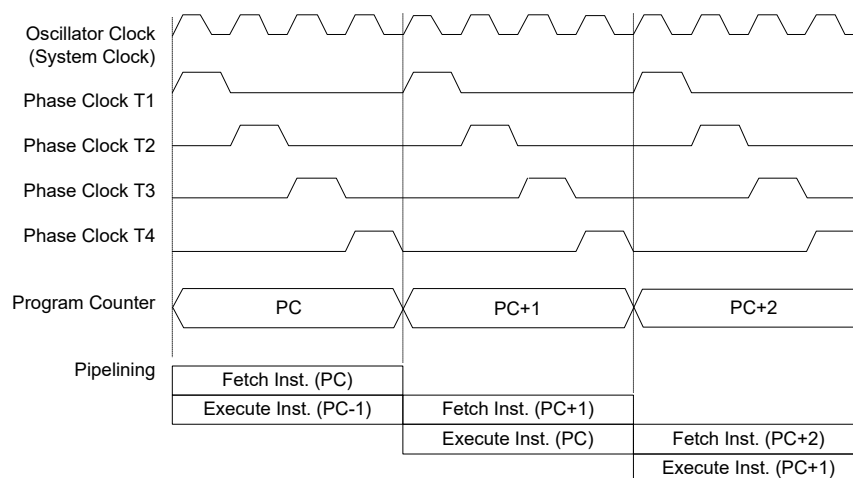 Oscillator Clock
(System Clock)
Phase Clock T1
Phase Clock T2
Phase Clock T3
Phase Clock T4
Program Counter
PC
PC+1
PC+2
Pipelining
Fetch Inst. (PC)
Execute Inst. (PC-1)
Fetch Inst. (PC+1)
Execute Inst. (PC)
Fetch Inst. (PC+2)
Execute Inst. (PC+1)